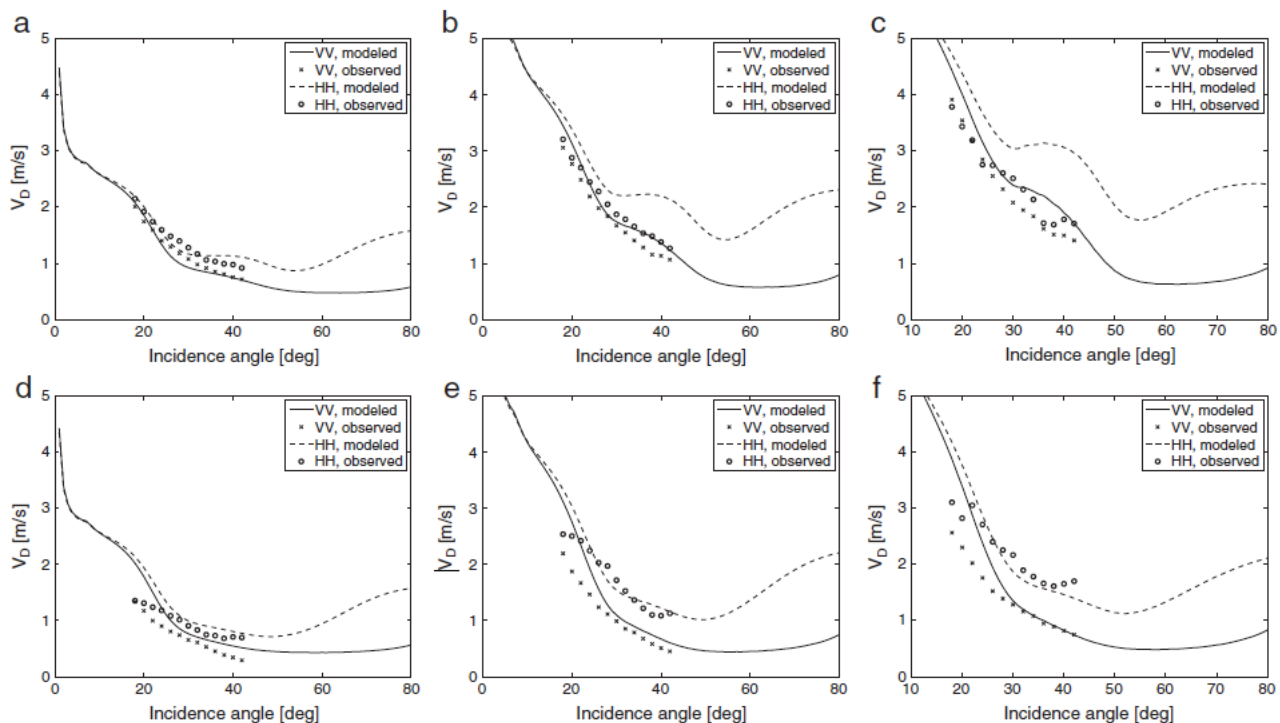 a
5
4
3
2
1
0
V_D [m/s]
0 20 40 60 80
Incidence angle [deg]
VV, modeled
VV, observed
HH, modeled
HH, observed
b
5
4
3
2
1
0
V_D [m/s]
0 20 40 60 80
Incidence angle [deg]
VV, modeled
VV, observed
HH, modeled
HH, observed
c
5
4
3
2
1
0
V_D [m/s]
10 20 30 40 50 60 70 80
Incidence angle [deg]
VV, modeled
VV, observed
HH, modeled
HH, observed
d
5
4
3
2
1
0
V_D [m/s]
0 20 40 60 80
Incidence angle [deg]
VV, modeled
VV, observed
HH, modeled
HH, observed
e
5
4
3
2
1
0
|V_D [m/s]
0 20 40 60 80
Incidence angle [deg]
VV, modeled
VV, observed
HH, modeled
HH, observed
f
5
4
3
2
1
0
V_D [m/s]
10 20 30 40 50 60 70 80
Incidence angle [deg]
VV, modeled
VV, observed
HH, modeled
HH, observed